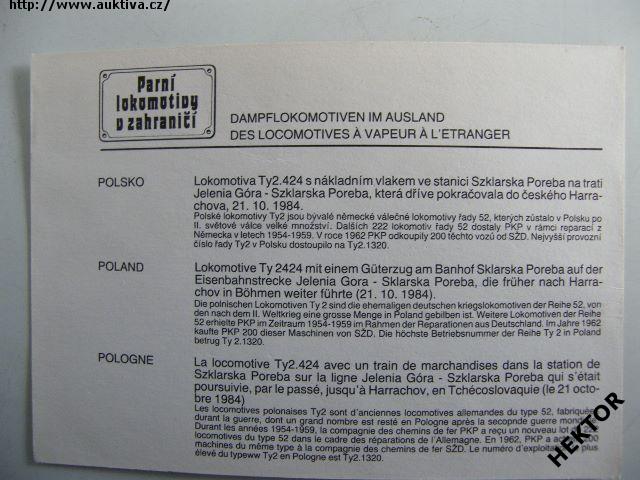 http://www.auktiva.cz/
Parní
lokomotivy
v zahraničí
DAMPFLOKOMOTIVEN IM AUSLAND
DES LOCOMOTIVES À VAPEUR À L'ETRANGER
POLSKO
Lokomotiva Ty2.424 s nákladním vlakem ve stanici Szklarska Poreba na trati
Jelenia Góra - Szklarska Poreba, která dříve pokračovala do českého Harra-
chova, 21. 10. 1984.
Polské lokomotivy Ty2 jsou bývalé německé válečné lokomotivy řady 52, kterých zůstalo v Polsku po
II. světové válce velké množství. Dalších 222 lokomotiv řady 52 dostaly PKP v rámci reparací z
Německa v letech 1954-1959. V roce 1962 PKP odkoupily 200 těchto vozů od SŽD. Nejvyšší provozní
číslo řady Ty2 v Polsku dostoupilo na Ty2.1320.
POLAND
Lokomotive Ty 2424 mit einem Güterzug am Banhof Sklarska Poreba auf der
Eisenbahnstrecke Jelenia Gora - Sklarska Poreba, die früher nach Harra-
chov in Böhmen weiter führte (21. 10. 1984).
Die polnischen Lokomotiven Ty 2 sind die ehemaligen deutschen kriegslokomotiven der Reihe 52, von
den nach dem II. Weltkrieg eine grosse Menge in Poland gebilben ist. Weitere Lokomotiven der Reihe
52 erhielte PKP im Zeitraum 1954-1959 im Rahmen der Reparationen aus Deutschland. Im Jahre 1962
kaufte PKP 200 dieser Maschinen von SŽD. Die höchste Betriebsnummer der Reihe Ty 2 in Poland
betrug Ty 2.1320.
POLOGNE
La locomotive Ty2.424 avec un train de marchandises dans la station de
Szklarska Poreba sur la ligne Jelenia Góra - Szklarska Poreba qui s'était
poursuivie, par le passé, jusqu'à Harrachov, en Tchécoslovaquie (le 21 octo-
bre 1984)
Les locomotives polonaises Ty2 sont d'anciennes locomotives allemandes du type 52, fabriquées
durant la guerre, dont un grand nombre est resté en Pologne après la secopnde guerre mondiale.
Durant les années 1954-1959, la compagnie des chemins de fer PKP a reçu un nouveau lot de 222
locomotives du type 52 dans le cadre des réparations de l'Allemagne. En 1962, PKP a acheté 200
machines du même type à la compagnie des chemins de fer SŽD. Le numéro d'exploitation le plus
élevé du typeww Ty2 en Pologne est Ty2.1320.
HEKTOR